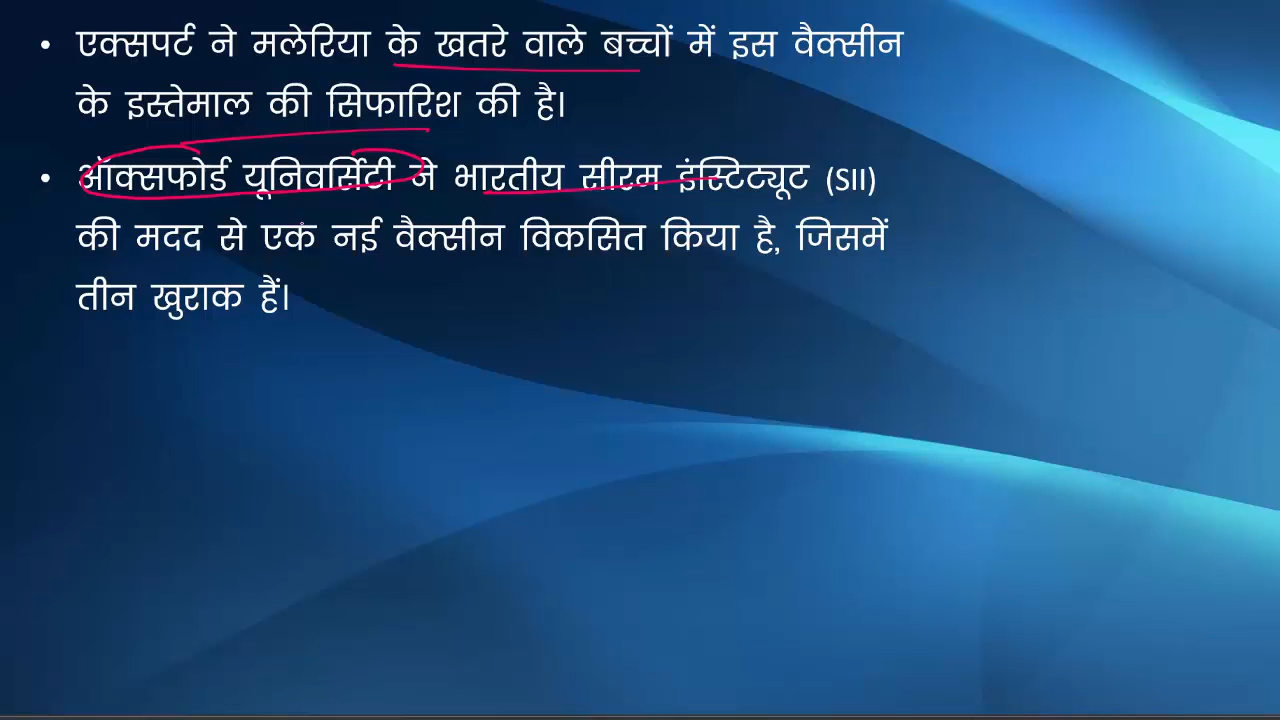 • एक्सपर्ट ने मलेरिया के खतरे वाले बच्चों में इस वैक्सीन
के इस्तेमाल की सिफारिश की है।
• ऑक्सफोर्ड यूनिवर्सिटी ने भारतीय सीरम इंस्टिट्यूट (SII)
की मदद से एक नई वैक्सीन विकसित किया है, जिसमें
तीन खुराक हैं।